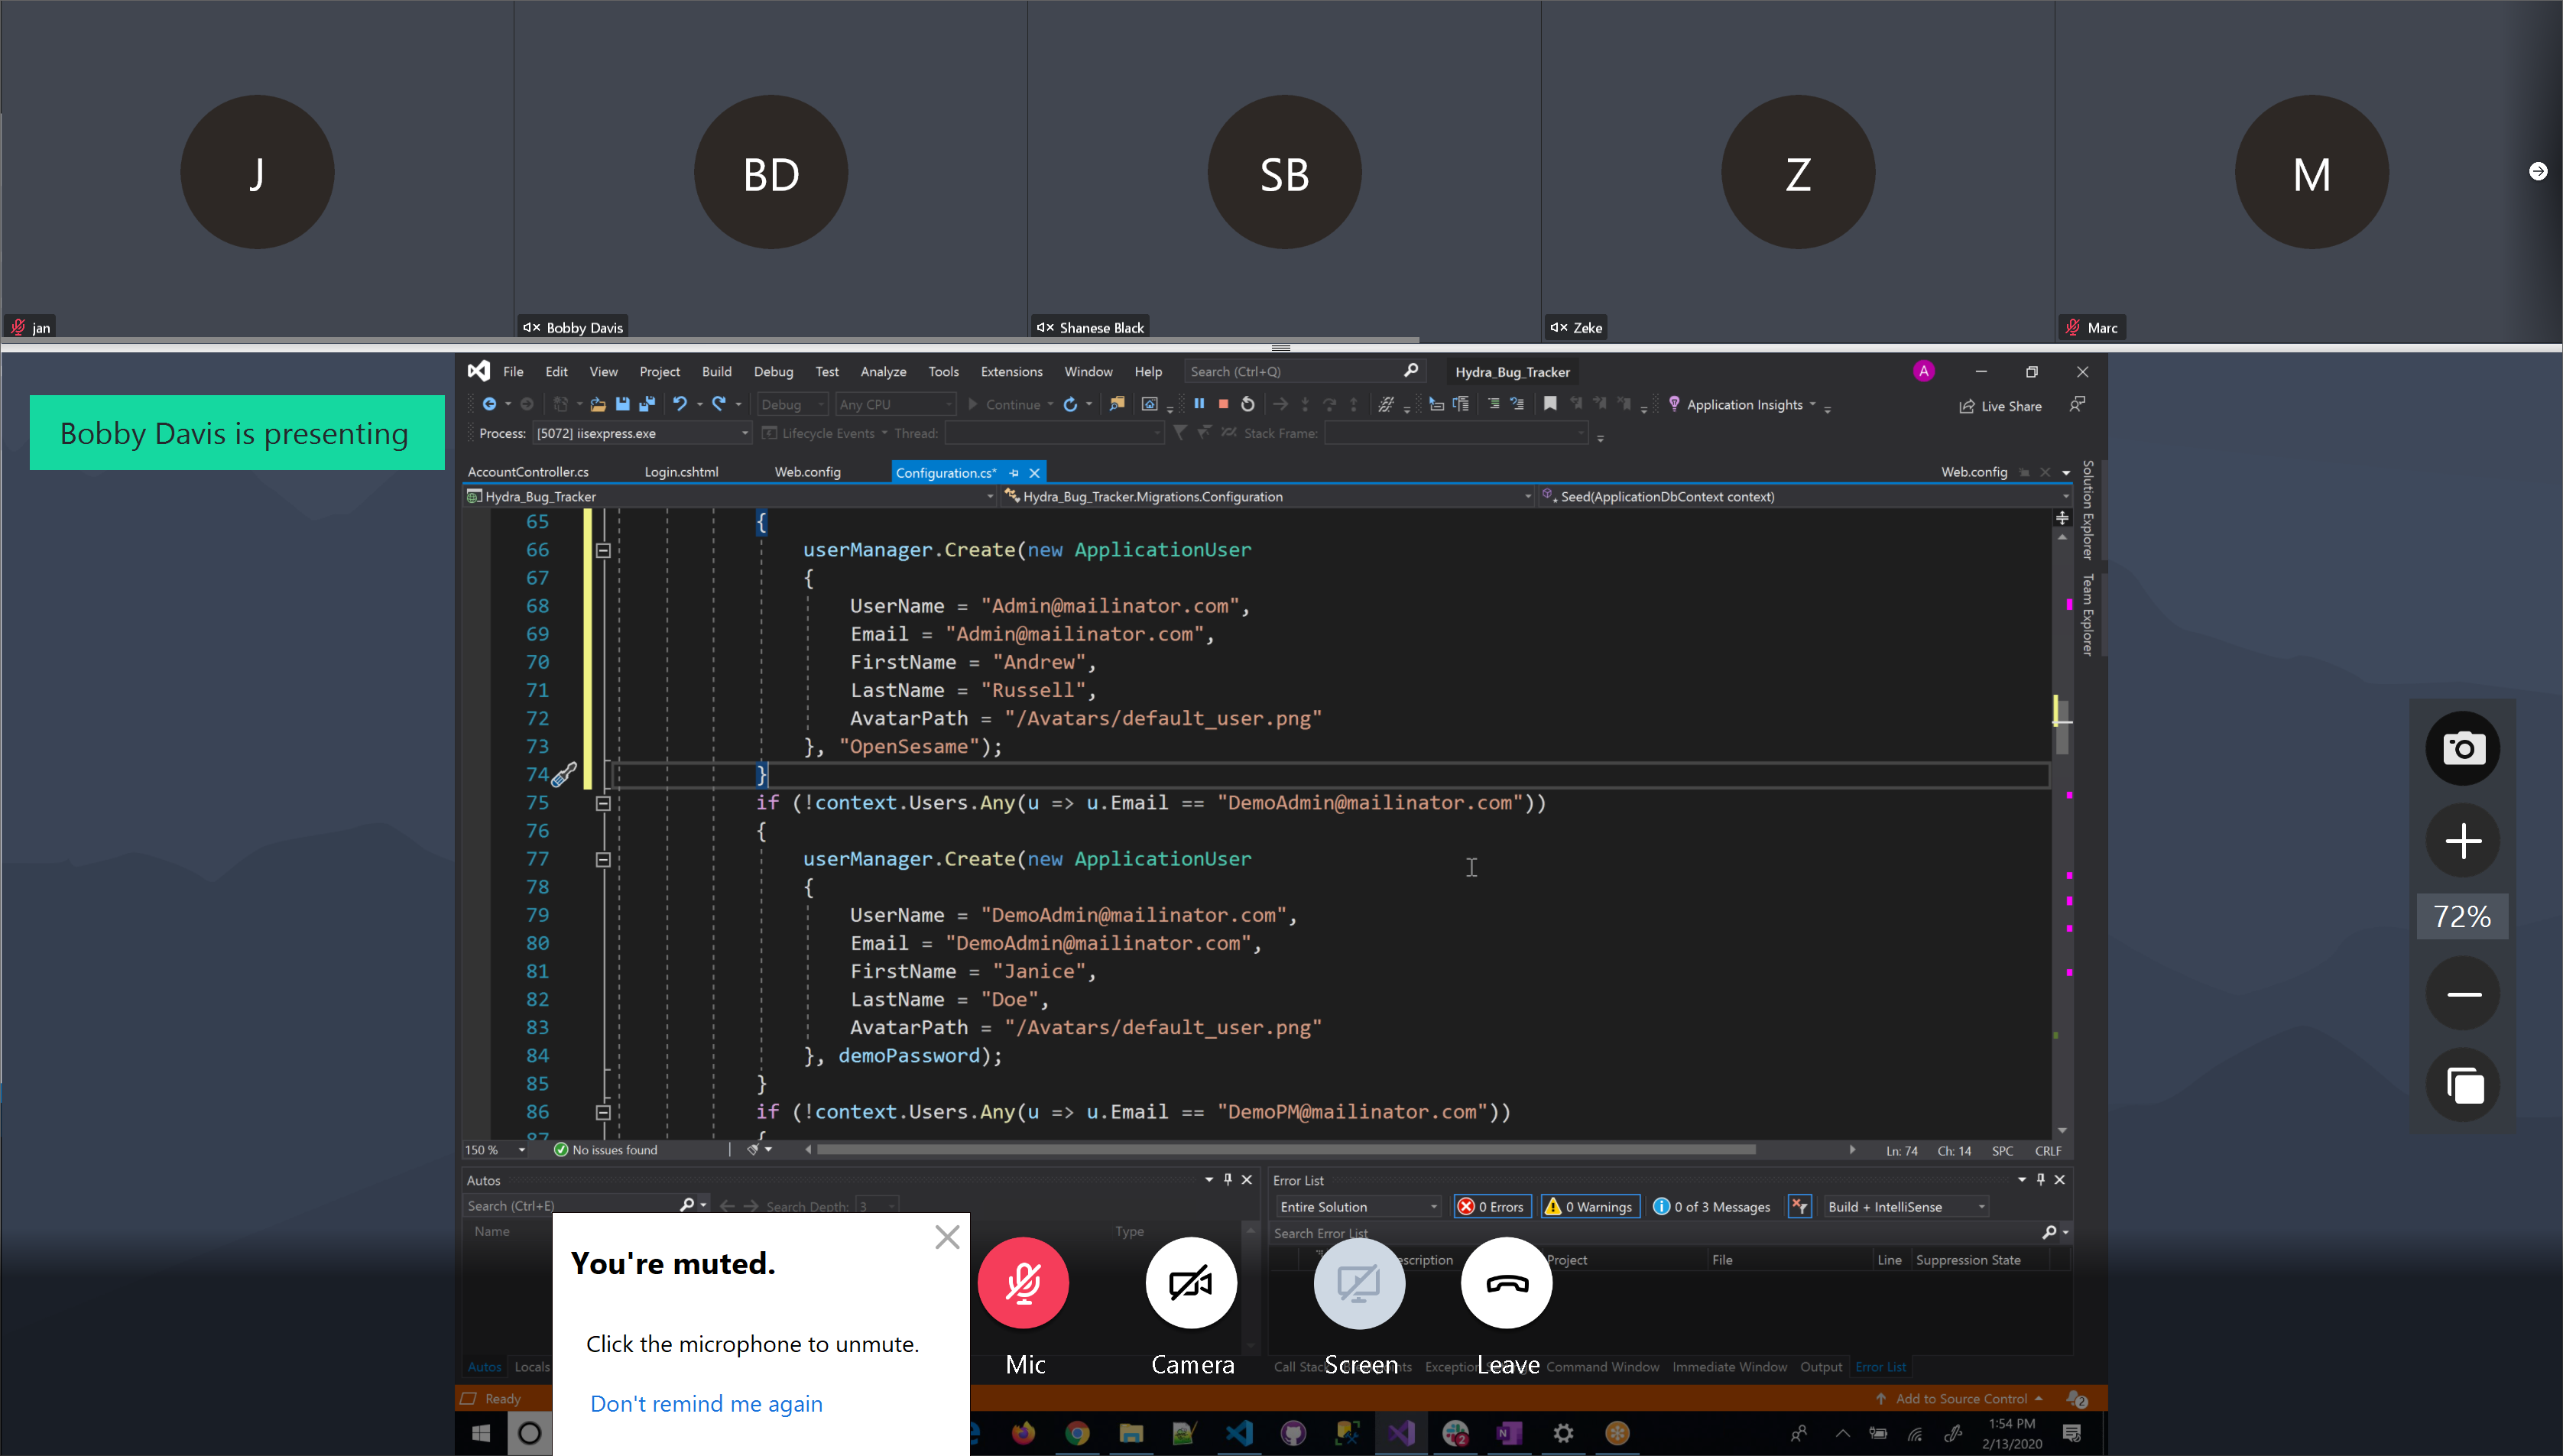 J
BD
SB
Z
M
jan
Bobby Davis
Shanese Black
Zeke
Marc
Bobby Davis is presenting
File Edit View Project Build Debug Test Analyze Tools Extensions Window Help Search (Ctrl+Q) Hydra_Bug_Tracker A
Debug Any CPU Continue Application Insights Live Share
Process: [5072] iisexpress.exe Lifecycle Events Thread: Stack Frame:
AccountController.cs Login.cshtml Web.config Configuration.cs* Web.config
Hydra_Bug_Tracker Hydra_Bug_Tracker.Migrations.Configuration Seed(ApplicationDbContext context)
Solution Explorer
Team Explorer
65 {
66 userManager.Create(new ApplicationUser
67 {
68 UserName = "Admin@mailinator.com",
69 Email = "Admin@mailinator.com",
70 FirstName = "Andrew",
71 LastName = "Russell",
72 AvatarPath = "/Avatars/default_user.png"
73 }, "OpenSesame");
74 }
75 if (!context.Users.Any(u => u.Email == "DemoAdmin@mailinator.com"))
76 {
77 userManager.Create(new ApplicationUser
78 {
79 UserName = "DemoAdmin@mailinator.com",
80 Email = "DemoAdmin@mailinator.com",
81 FirstName = "Janice",
82 LastName = "Doe",
83 AvatarPath = "/Avatars/default_user.png"
84 }, demoPassword);
85 }
86 if (!context.Users.Any(u => u.Email == "DemoPM@mailinator.com"))
87 {
72%
150 % No issues found Ln: 74 Ch: 14 SPC CRLF
Autos
Search (Ctrl+E) Search Depth: 3
Name Type
Error List
Entire Solution 0 Errors 0 Warnings 0 of 3 Messages Build + IntelliSense
Search Error List
Project File Line Suppression State
You're muted.
Click the microphone to unmute.
Don't remind me again
Mic Camera Screen Leave
Autos Locals
Call Stack Command Window Immediate Window Output Error List
Ready Add to Source Control 2
2
1:54 PM
2/13/2020